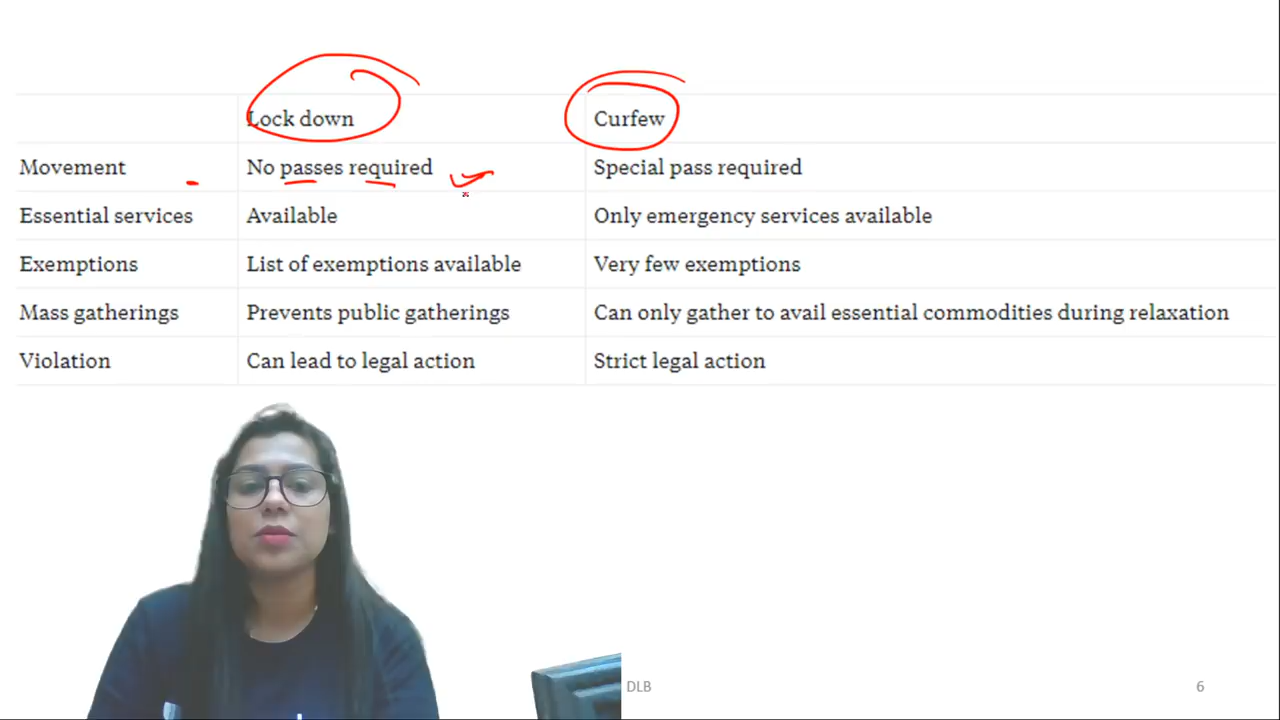 Lock down Curfew
Movement No passes required Special pass required
Essential services Available Only emergency services available
Exemptions List of exemptions available Very few exemptions
Mass gatherings Prevents public gatherings Can only gather to avail essential commodities during relaxation
Violation Can lead to legal action Strict legal action
DLB 6